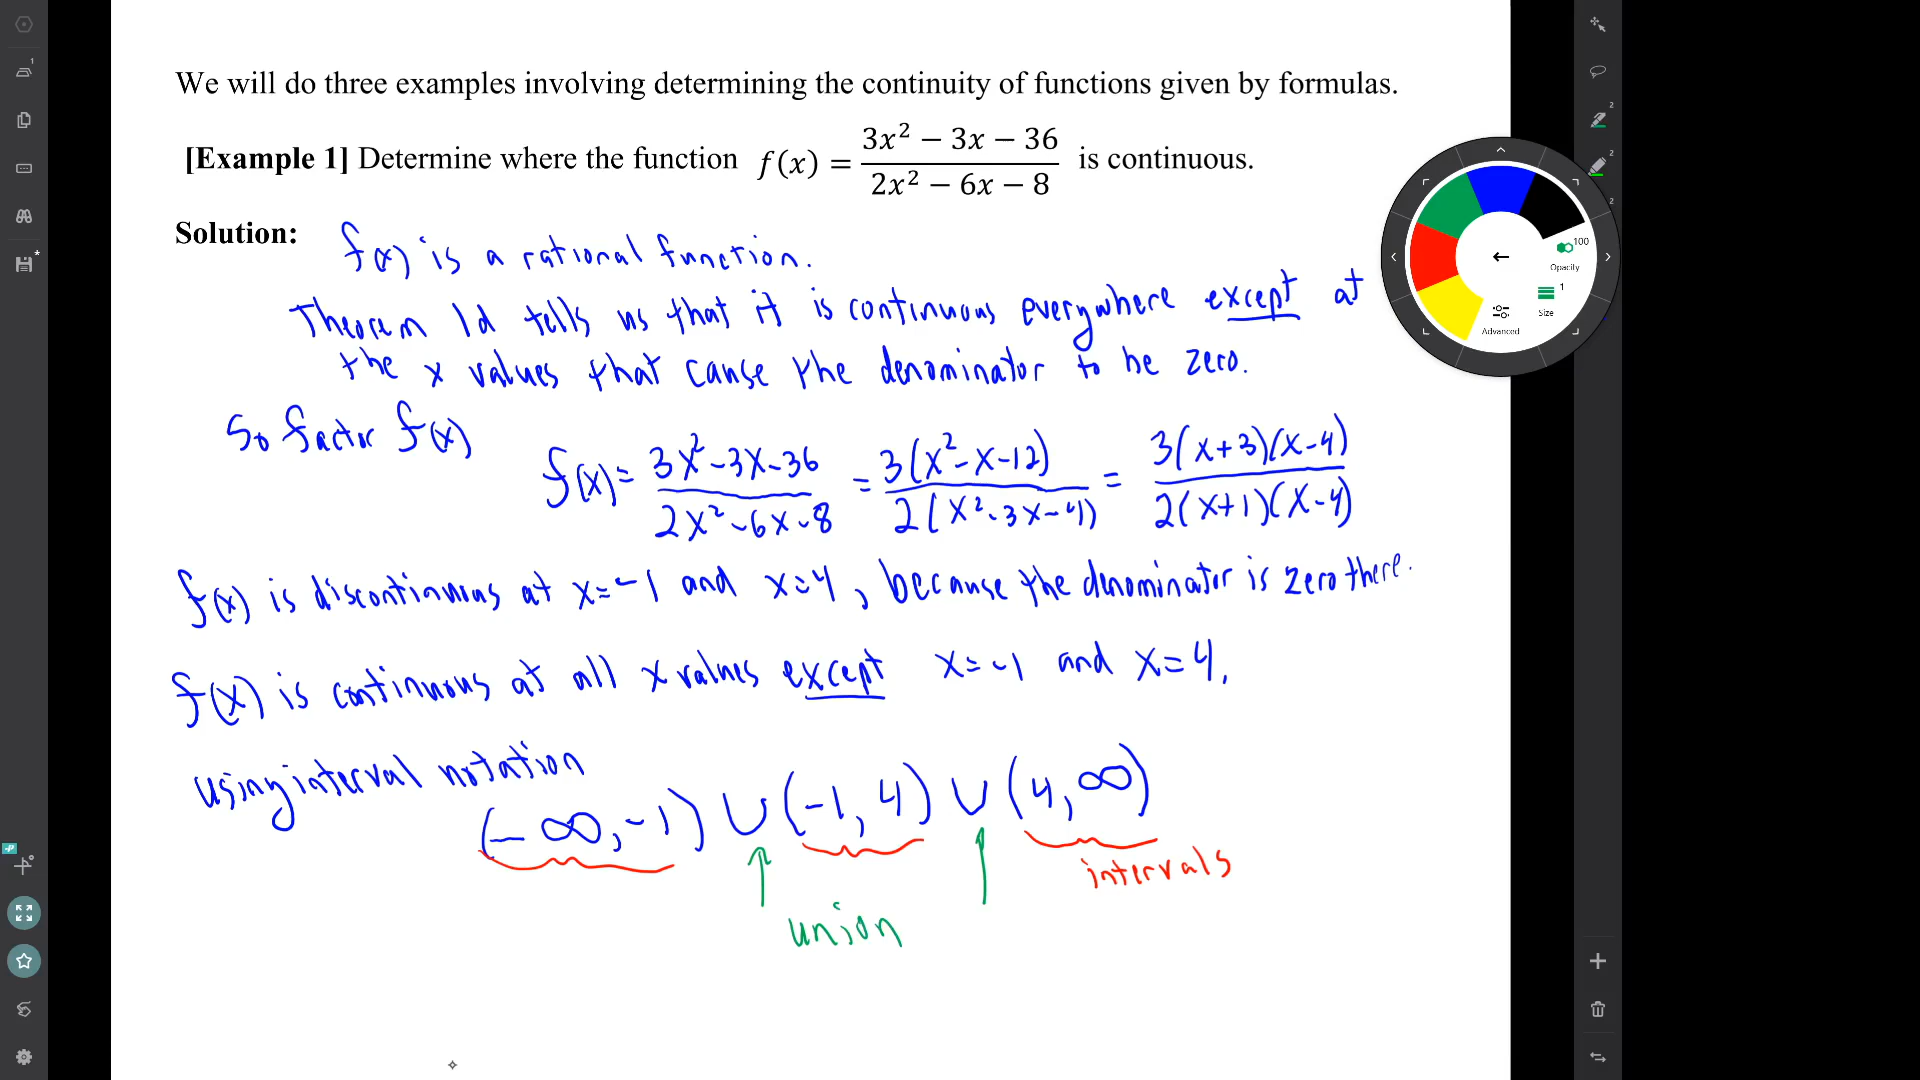 We will do three examples involving determining the continuity of functions given by formulas.
[Example 1] Determine where the function f(x) = (3x² − 3x − 36)/(2x² − 6x − 8) is continuous.
Solution: f(x) is a rational function.
Theorem 1d tells us that it is continuous everywhere except at
the x values that cause the denominator to be zero.
So factor f(x)
f(x) = (3x²-3x-36)/(2x²-6x-8) = 3(x²-x-12)/2(x²-3x-4) = 3(x+3)(x-4)/2(x+1)(x-4)
f(x) is discontinuous at x=-1 and x=4, because the denominator is zero there.
f(x) is continuous at all x values except x=-1 and x=4.
using interval notation
(-∞,-1) ∪ (-1,4) ∪ (4,∞)
intervals
union
100
Opacity
1
Size
Advanced
1
2
2
2